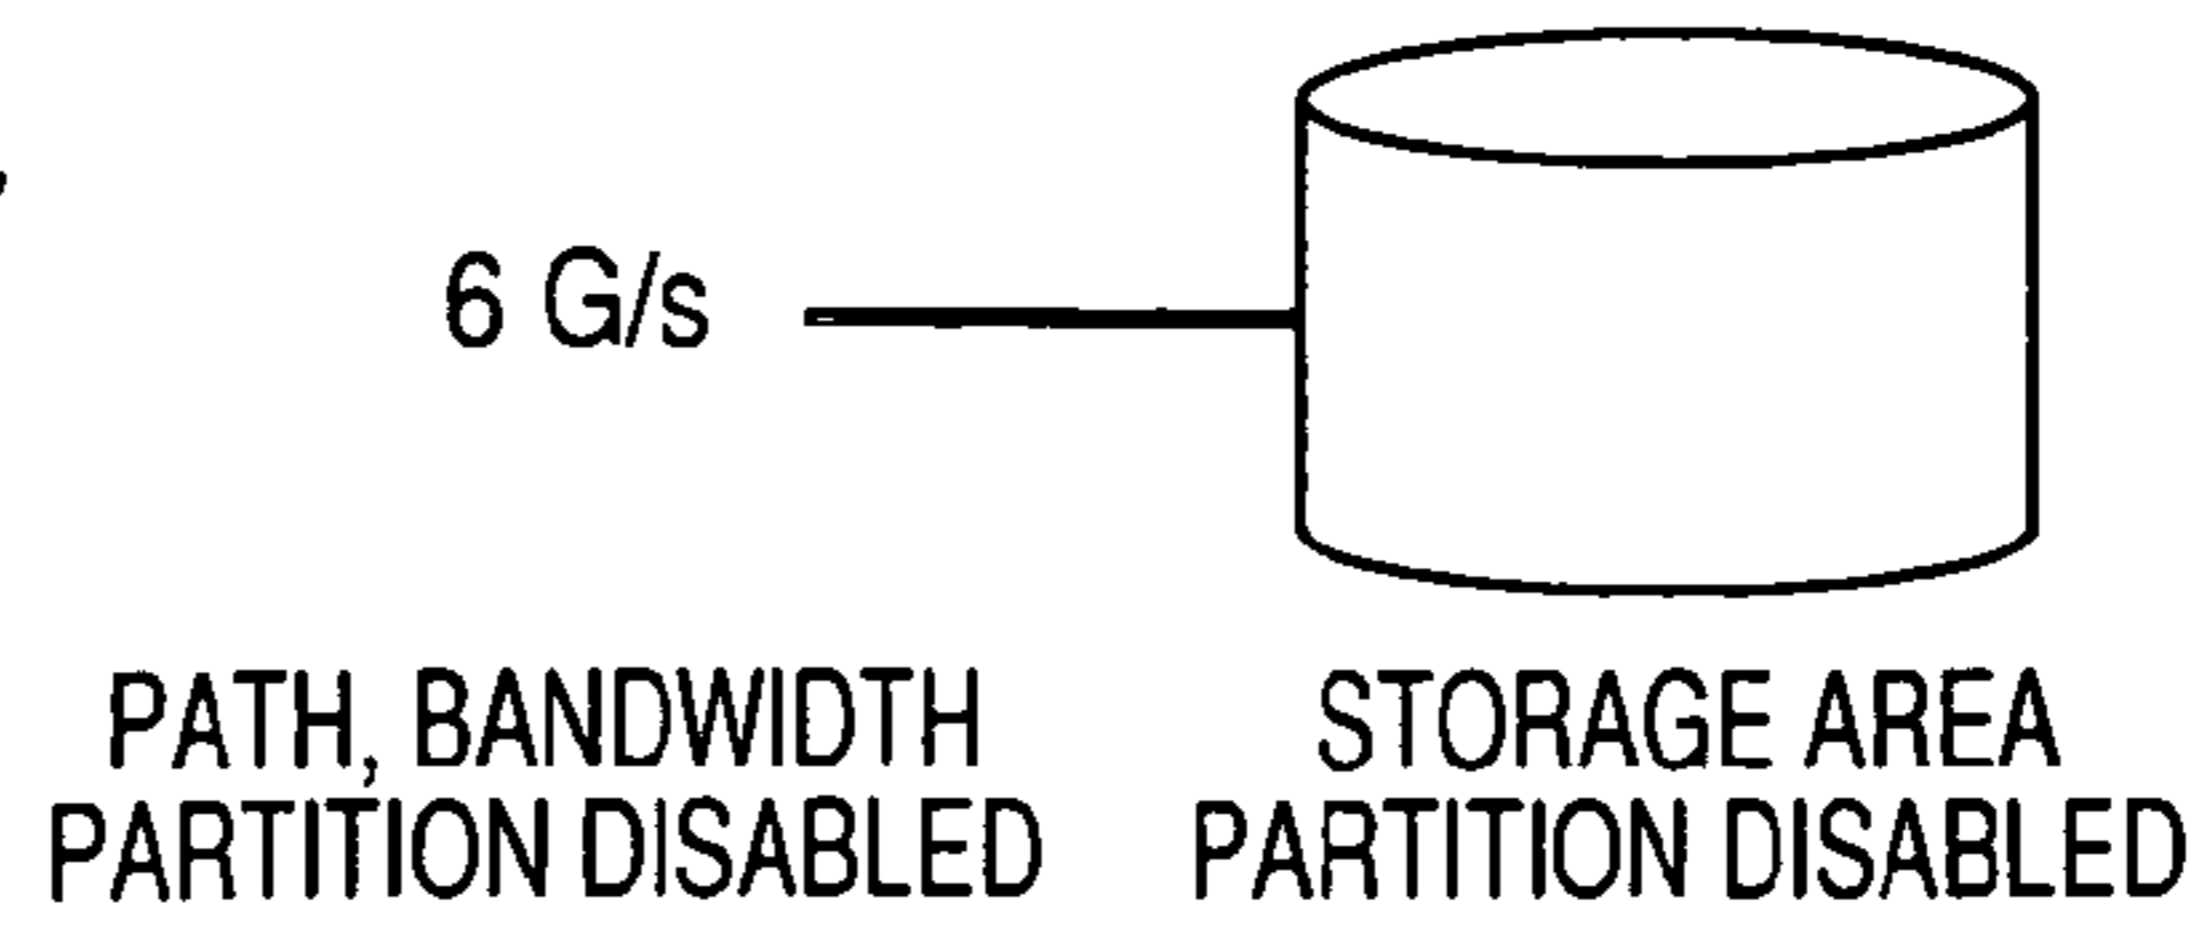 6 G/s
PATH, BANDWIDTH
PARTITION DISABLED
STORAGE AREA
PARTITION DISABLED